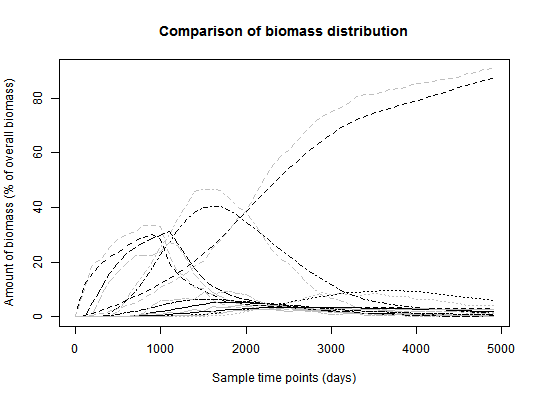 Comparison of biomass distribution
Amount of biomass (% of overall biomass)
80
60
40
20
0
0 1000 2000 3000 4000 5000
Sample time points (days)